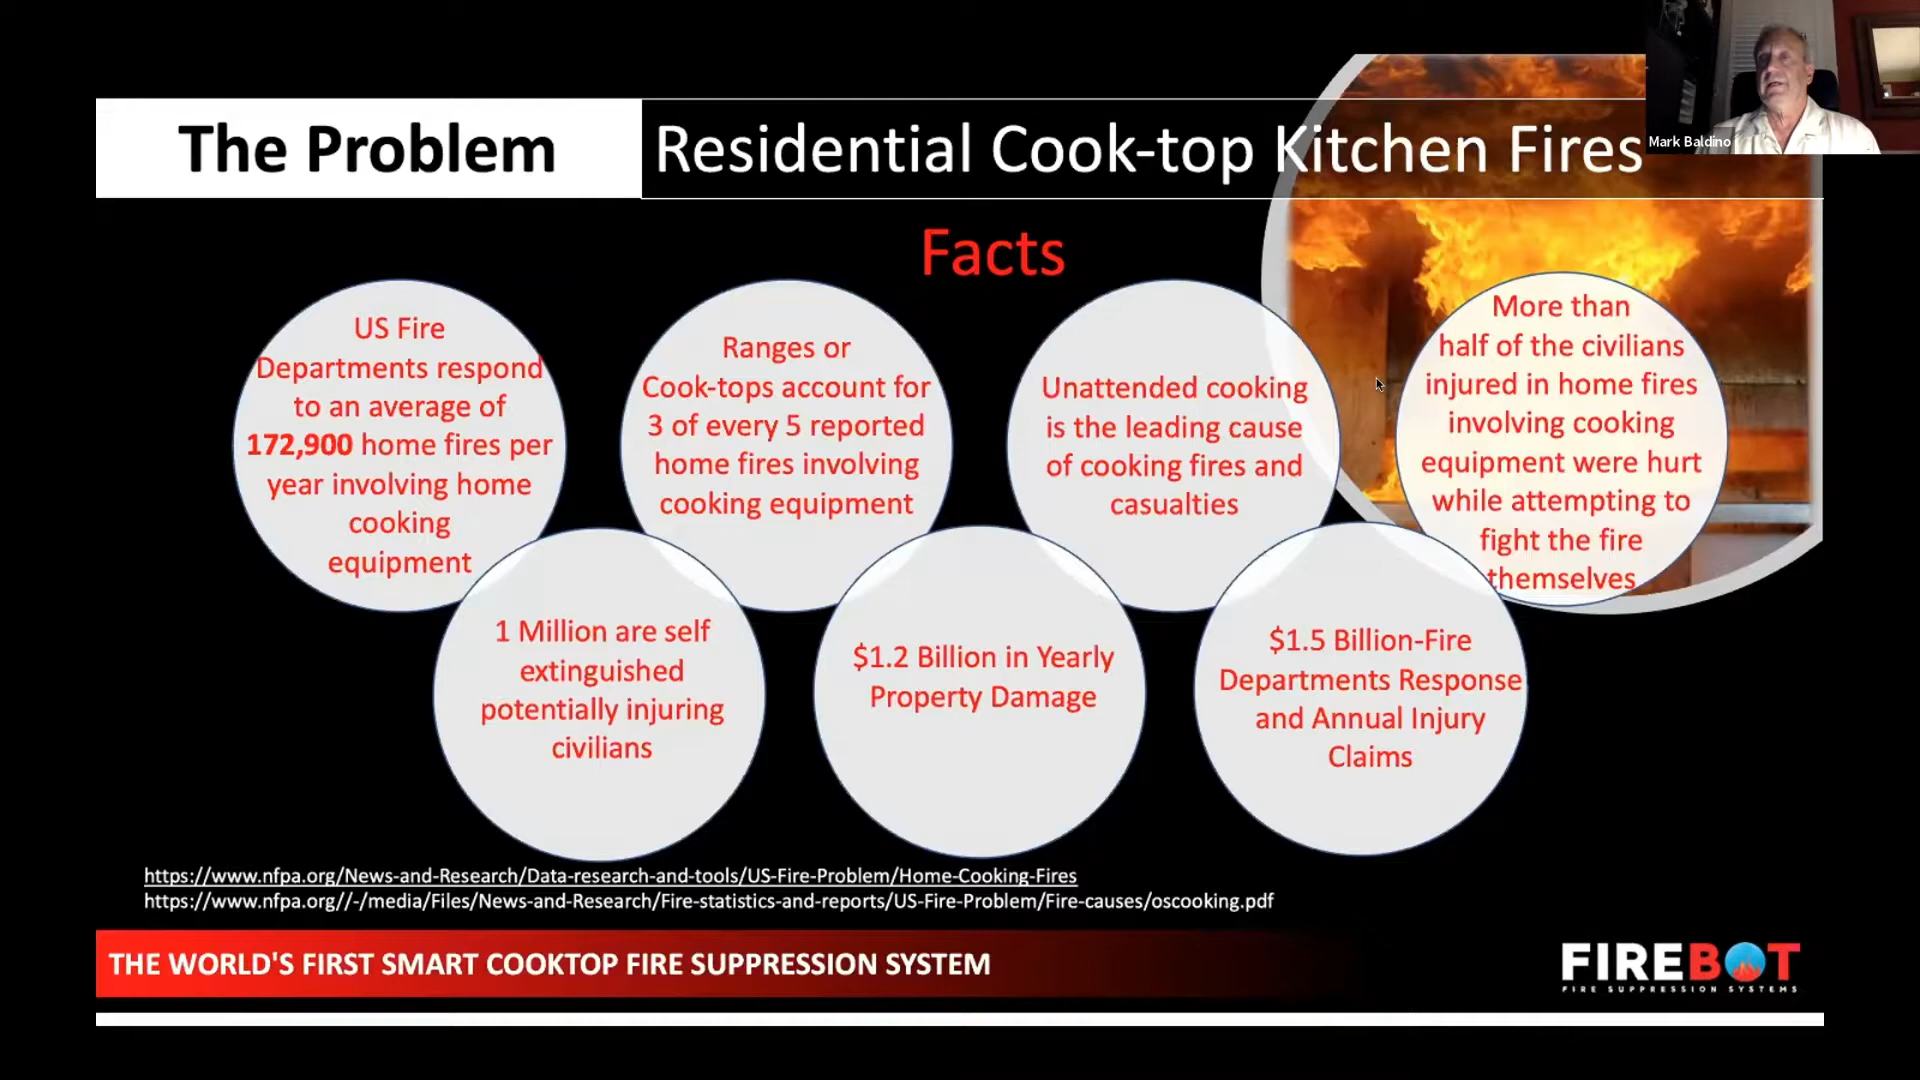 Mark Baldino
The Problem
Residential Cook-top Kitchen Fires
Facts
US Fire
Departments respond
to an average of
172,900 home fires per
year involving home
cooking
equipment
Ranges or
Cook-tops account for
3 of every 5 reported
home fires involving
cooking equipment
Unattended cooking
is the leading cause
of cooking fires and
casualties
More than
half of the civilians
injured in home fires
involving cooking
equipment were hurt
while attempting to
fight the fire
themselves
1 Million are self
extinguished
potentially injuring
civilians
$1.2 Billion in Yearly
Property Damage
$1.5 Billion-Fire
Departments Response
and Annual Injury
Claims
https://www.nfpa.org/News-and-Research/Data-research-and-tools/US-Fire-Problem/Home-Cooking-Fires
https://www.nfpa.org//-/media/Files/News-and-Research/Fire-statistics-and-reports/US-Fire-Problem/Fire-causes/oscooking.pdf
THE WORLD'S FIRST SMART COOKTOP FIRE SUPPRESSION SYSTEM
FIREBOT
FIRE SUPPRESSION SYSTEMS